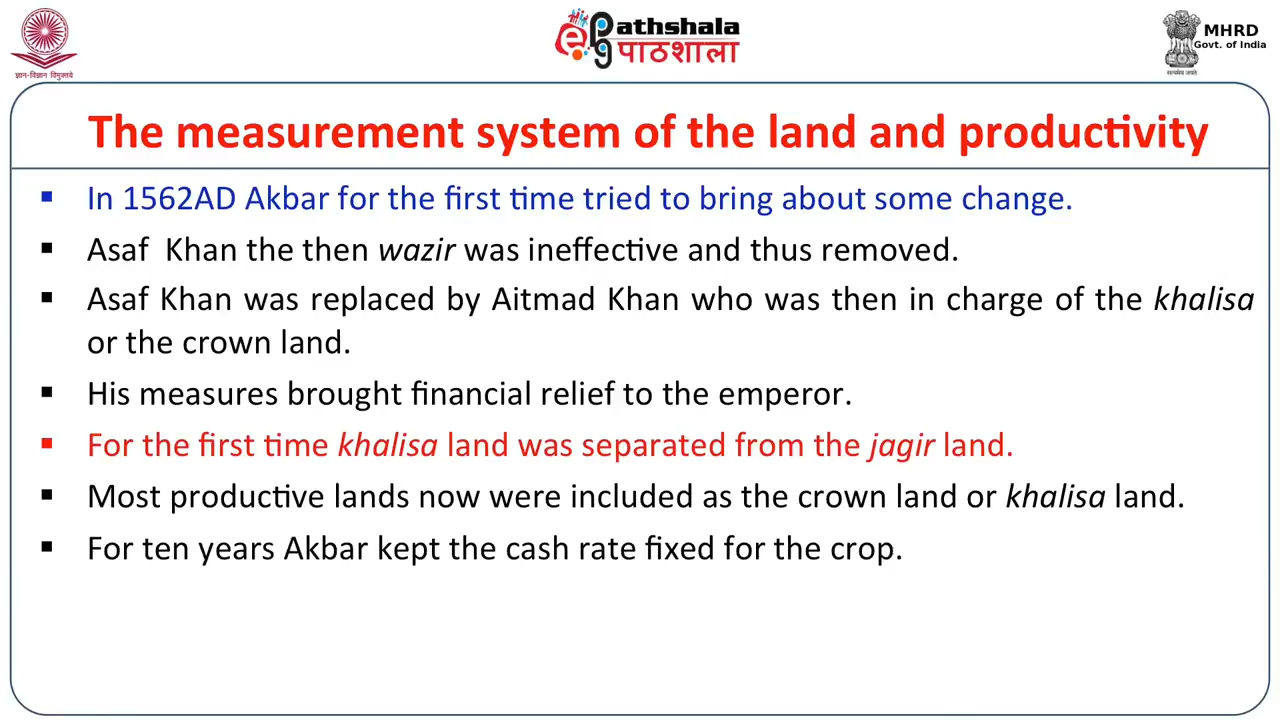 ज्ञान-विज्ञान विमुक्तये
ePathshala
पाठशाला
MHRD
Govt. of India
सत्यमेव जयते
The measurement system of the land and productivity
In 1562AD Akbar for the first time tried to bring about some change.
Asaf Khan the then wazir was ineffective and thus removed.
Asaf Khan was replaced by Aitmad Khan who was then in charge of the khalisa
or the crown land.
His measures brought financial relief to the emperor.
For the first time khalisa land was separated from the jagir land.
Most productive lands now were included as the crown land or khalisa land.
For ten years Akbar kept the cash rate fixed for the crop.